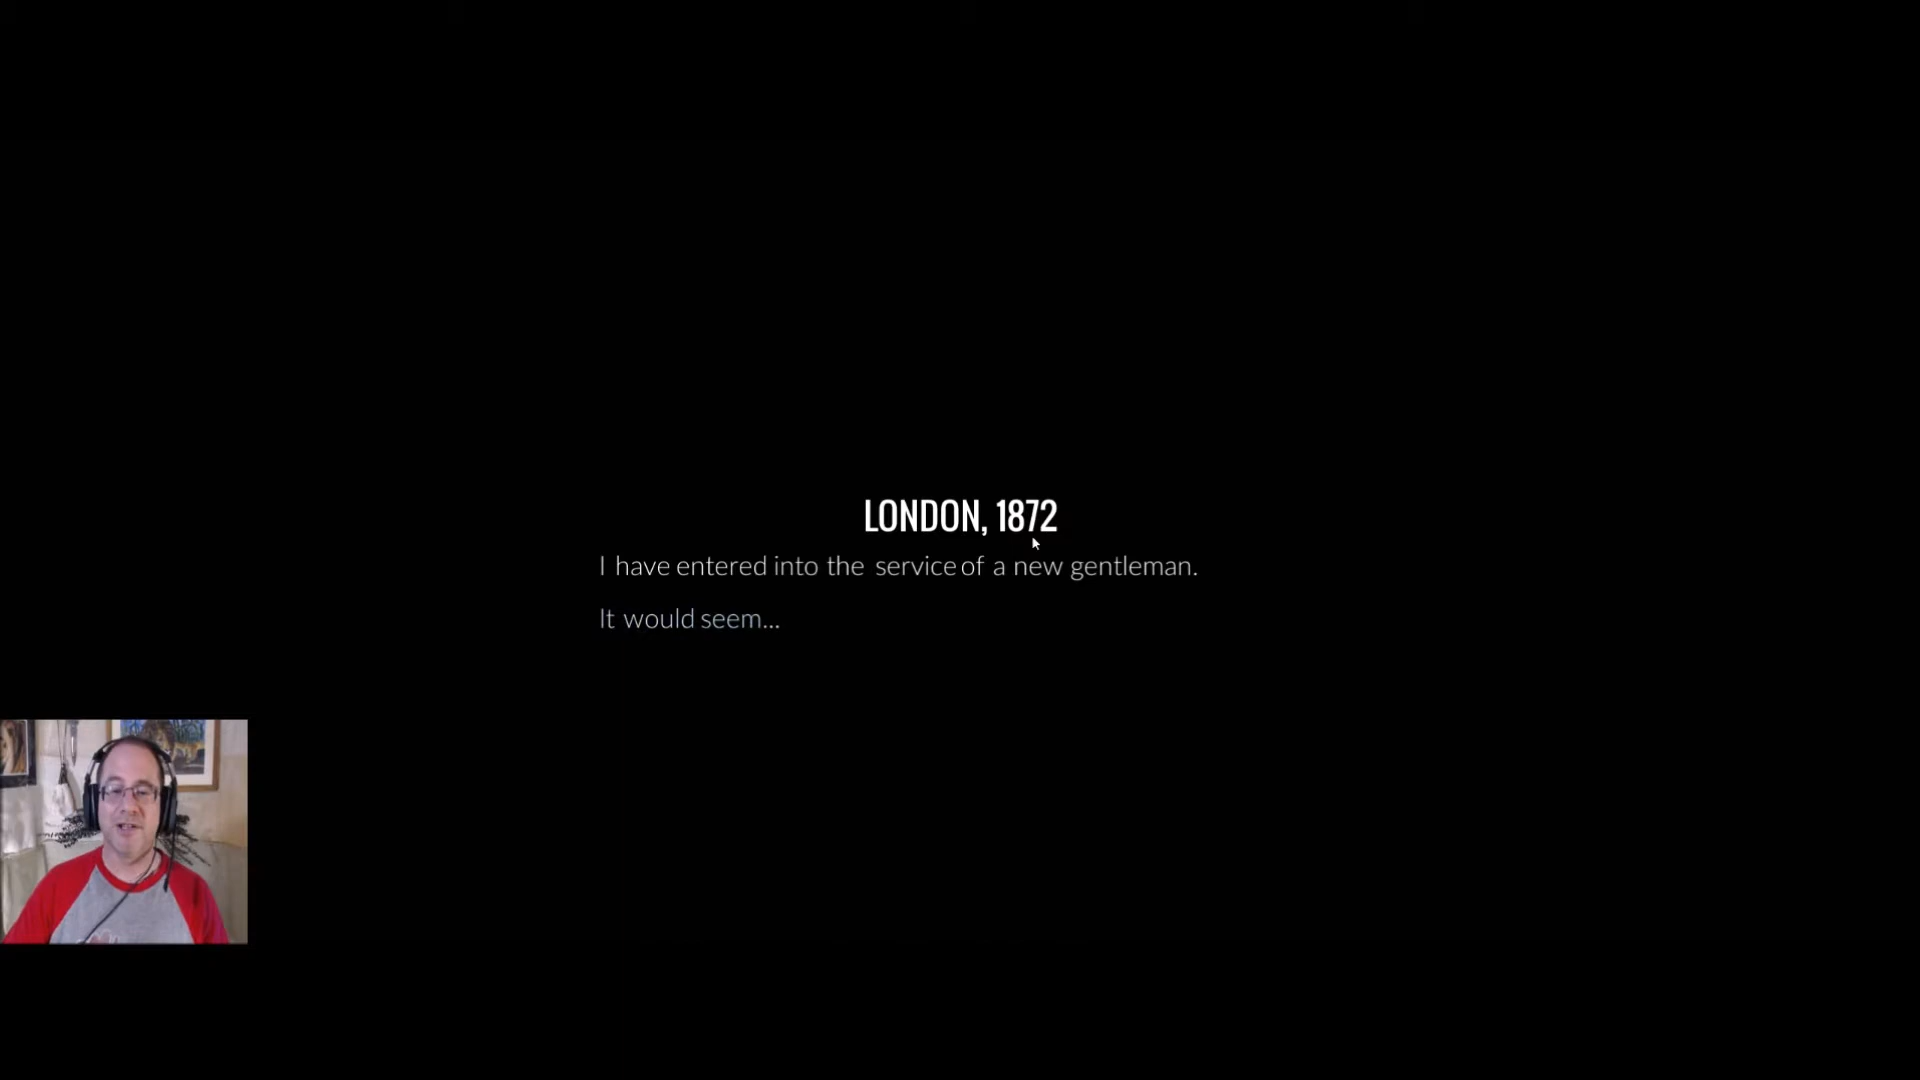 LONDON, 1872
I have entered into the service of a new gentleman.
It would seem...